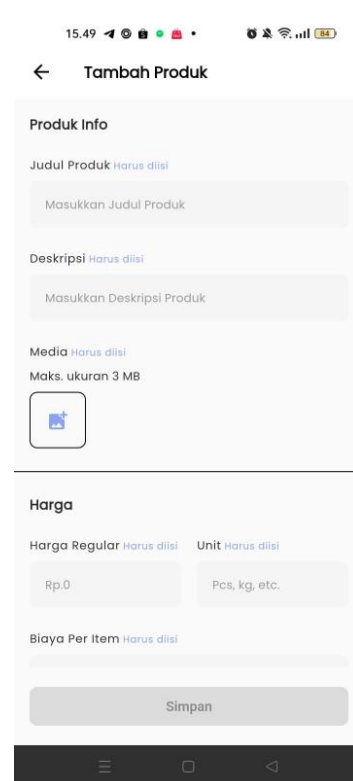 15.49
84
Tambah Produk
Produk Info
Judul Produk Harus diisi
Masukkan Judul Produk
Deskripsi Harus diisi
Masukkan Deskripsi Produk
Media Harus diisi
Maks. ukuran 3 MB
Harga
Harga Regular Harus diisi Unit Harus diisi
Rp.0 Pcs, kg, etc.
Biaya Per Item Harus diisi
Simpan